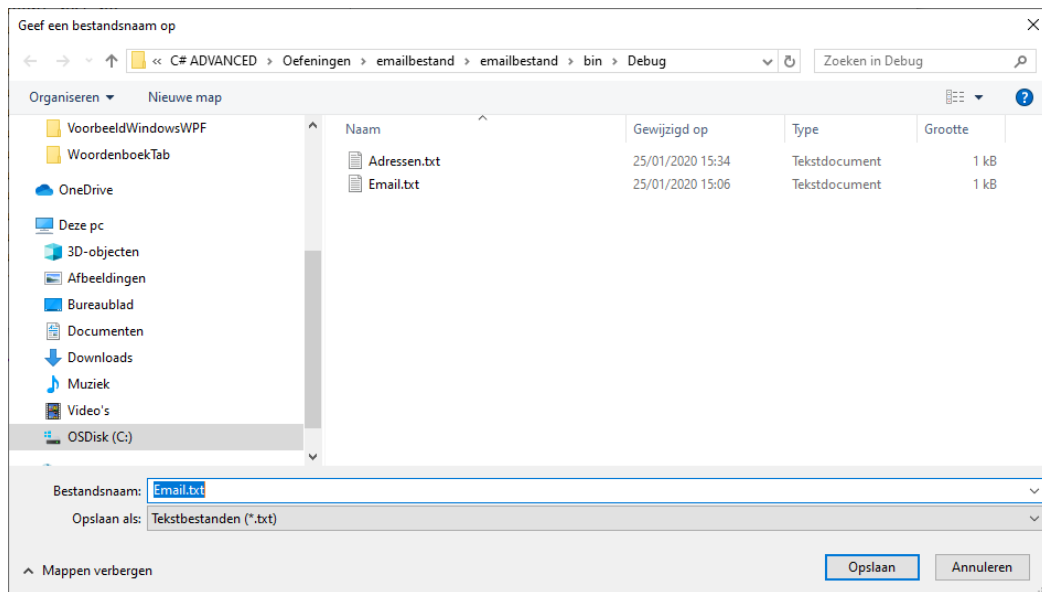 Geef een bestandsnaam op
« C# ADVANCED > Oefeningen > emailbestand > emailbestand > bin > Debug
Zoeken in Debug
Organiseren
Nieuwe map
VoorbeeldWindowsWPF
WoordenboekTab
OneDrive
Deze pc
3D-objecten
Afbeeldingen
Bureaublad
Documenten
Downloads
Muziek
Video's
OSDisk (C:)
Naam Gewijzigd op Type Grootte
Adressen.txt 25/01/2020 15:34 Tekstdocument 1 kB
Email.txt 25/01/2020 15:06 Tekstdocument 1 kB
Bestandsnaam: Email.txt
Opslaan als: Tekstbestanden (*.txt)
Mappen verbergen
Opslaan
Annuleren